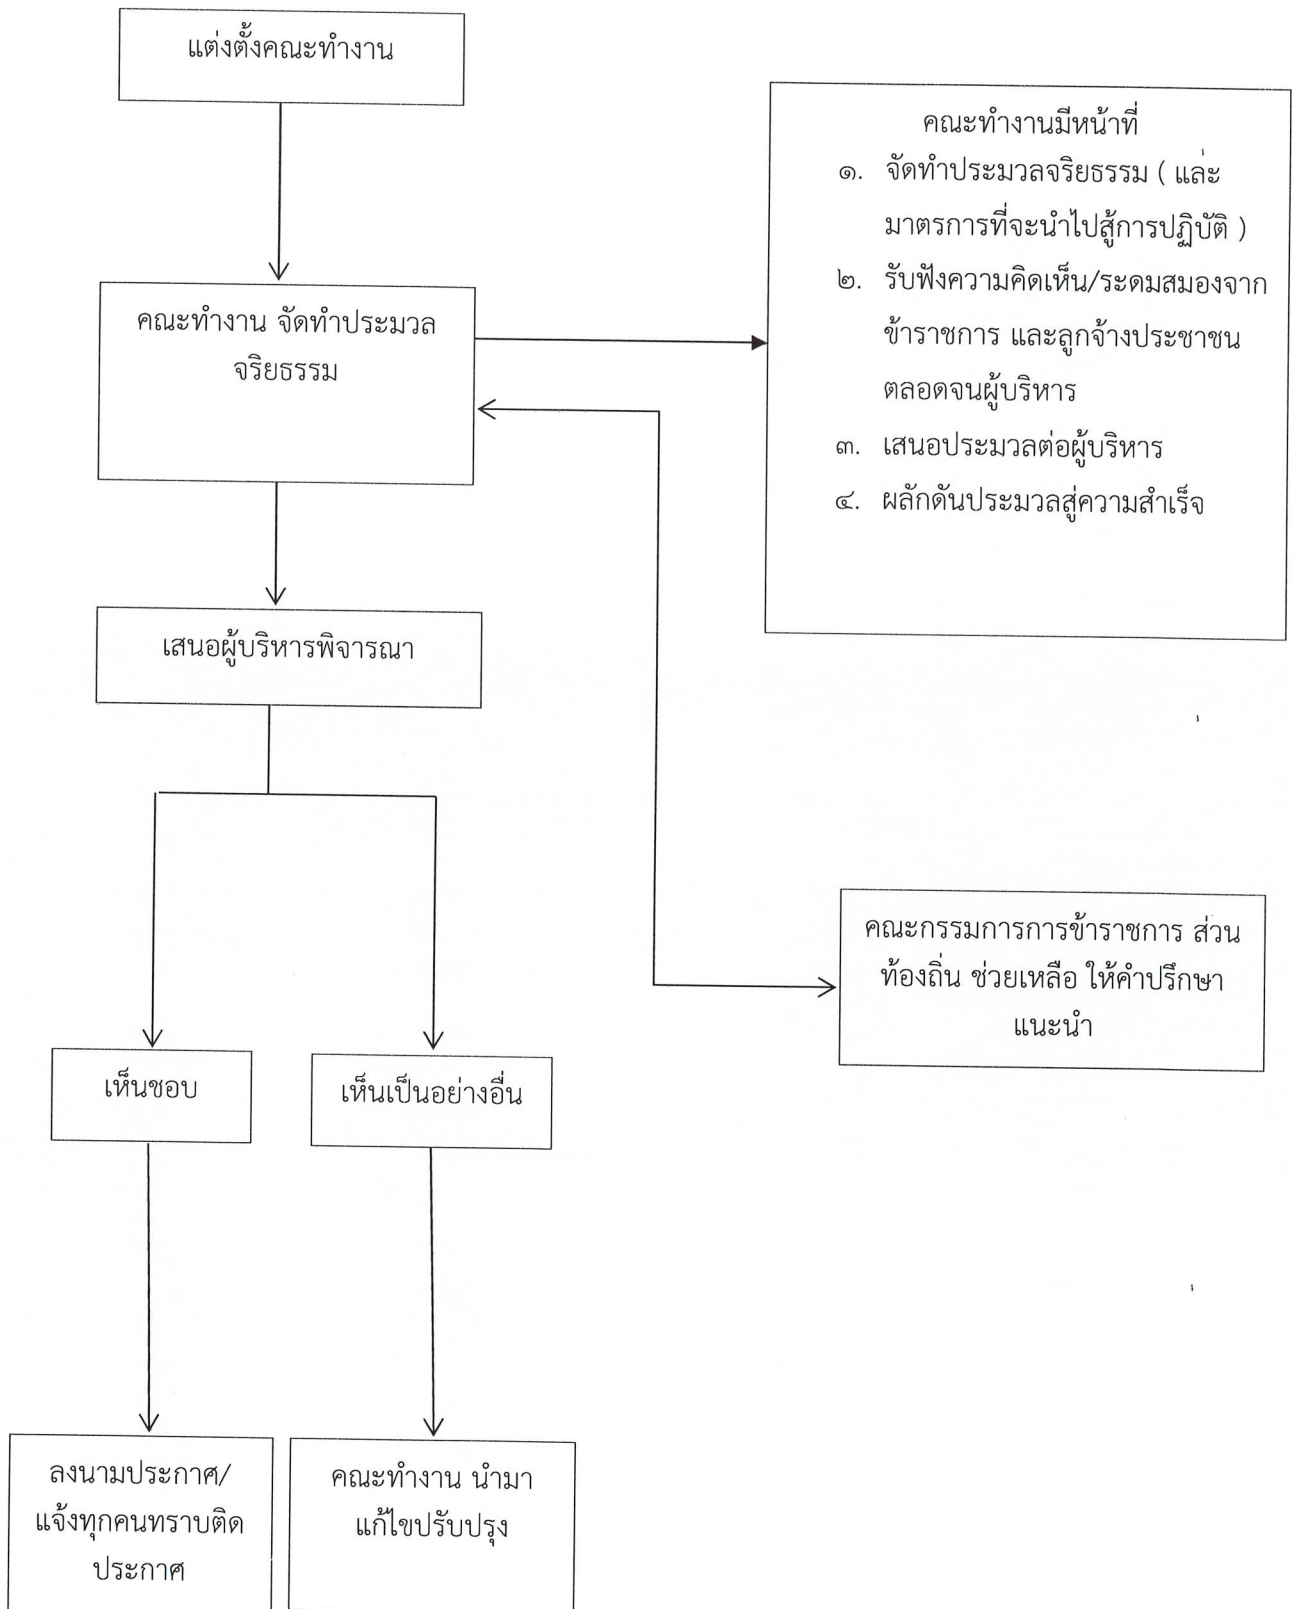 แต่งตั้งคณะทำงาน
คณะทำงานมีหน้าที่
๑. จัดทำประมวลจริยธรรม ( และ
มาตรการที่จะนำไปสู้การปฏิบัติ )
๒. รับฟังความคิดเห็น/ระดมสมองจาก
ข้าราชการ และลูกจ้างประชาชน
ตลอดจนผู้บริหาร
๓. เสนอประมวลต่อผู้บริหาร
๔. ผลักดันประมวลสู่ความสำเร็จ
คณะทำงาน จัดทำประมวล
จริยธรรม
เสนอผู้บริหารพิจารณา
คณะกรรมการการข้าราชการ ส่วน
ท้องถิ่น ช่วยเหลือ ให้คำปรึกษา
แนะนำ
เห็นชอบ
เห็นเป็นอย่างอื่น
ลงนามประกาศ/
แจ้งทุกคนทราบติด
ประกาศ
คณะทำงาน นำมา
แก้ไขปรับปรุง